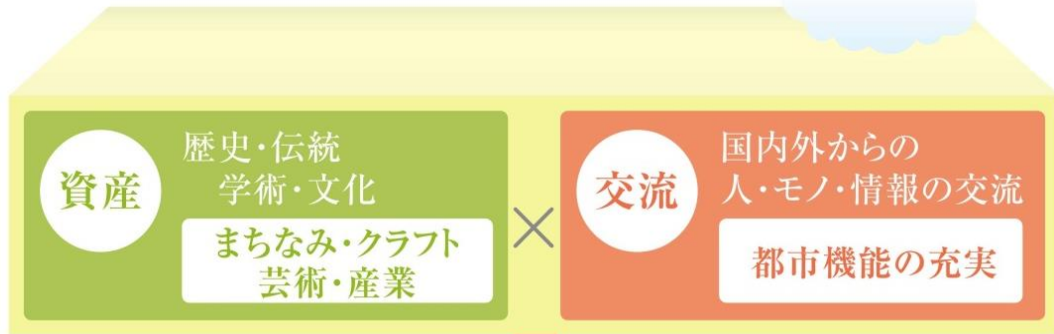 資産
歴史・伝統
学術・文化
まちなみ・クラフト
芸術・産業
×
交流
国内外からの
人・モノ・情報の交流
都市機能の充実